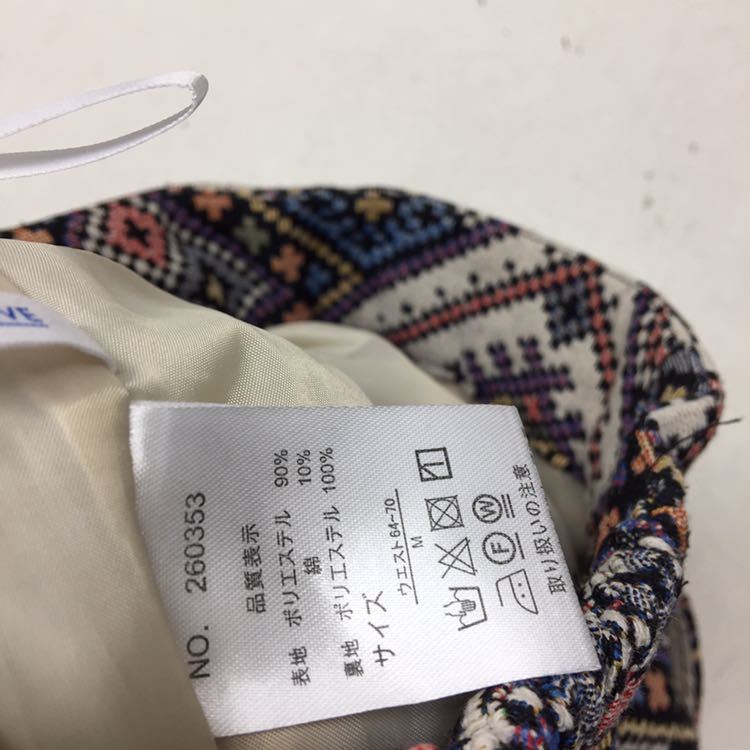 VE
NO. 260353
品質表示
表地 ポリエステル 90%
綿 10%
裏地 ポリエステル 100%
サイズ
ウエスト64~70
M
取り扱いの注意
F
W